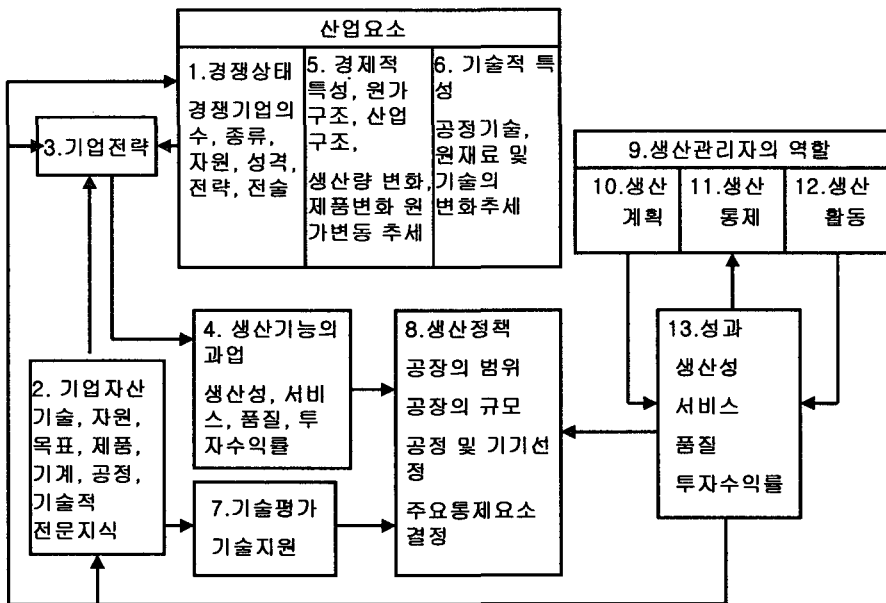 산업요소
1.경쟁상태
경쟁기업의
수, 종류,
자원, 성격,
전략, 전술
5. 경제적
특성, 원가
구조, 산업
구조,
생산량 변화,
제품변화 원
가변동 추세
6. 기술적 특
성
공정기술,
원재료 및
기술의
변화추세
3.기업전략
9.생산관리자의 역할
10.생산
계획
11.생산
통제
12.생산
활동
4. 생산기능의
과업
생산성, 서비
스, 품질, 투
자수익률
8.생산정책
공장의 범위
공장의 규모
공정 및 기기선
정
주요통제요소
결정
13.성과
생산성
서비스
품질
투자수익률
2. 기업자산
기술, 자원,
목표, 제품,
기계, 공정,
기술적
전문지식
7.기술평가
기술지원